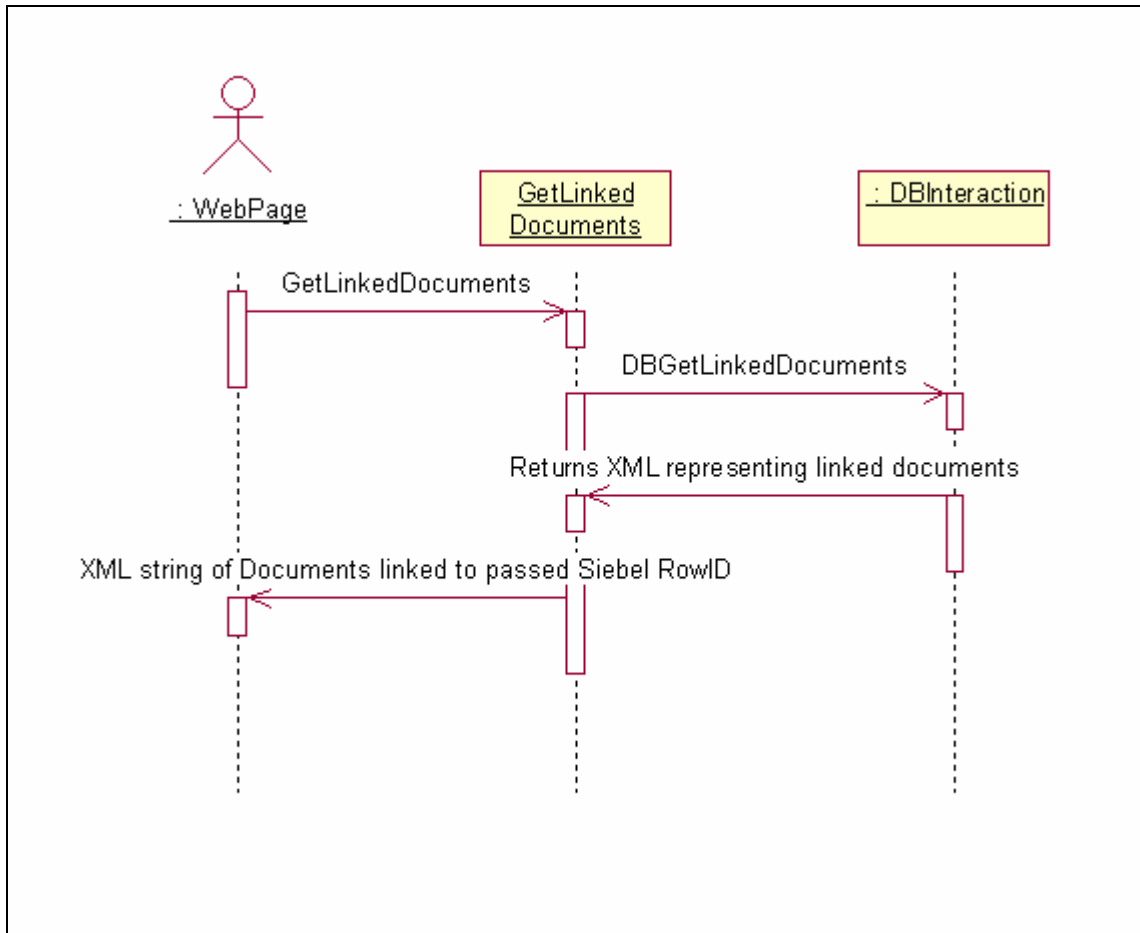 : WebPage
GetLinked
Documents
: DBInteraction
GetLinkedDocuments
DBGetLinkedDocuments
Returns XML representing linked documents
XML string of Documents linked to passed Siebel RowID